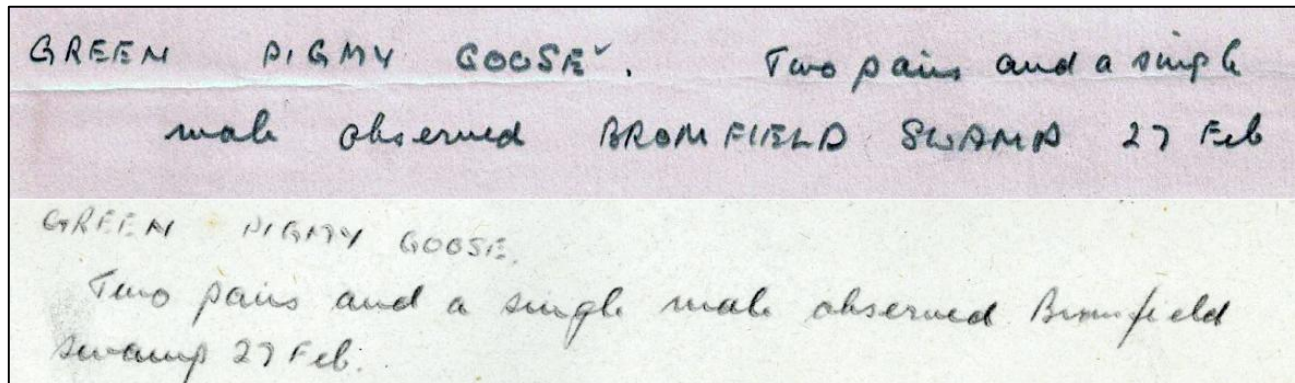 GREEN PIGMY GOOSE✓. Two pairs and a single
male observed BROMFIELD SWAMP 27 Feb
GREEN PIGMY GOOSE.
Two pairs and a single male observed Bromfield
swamp 27 Feb.